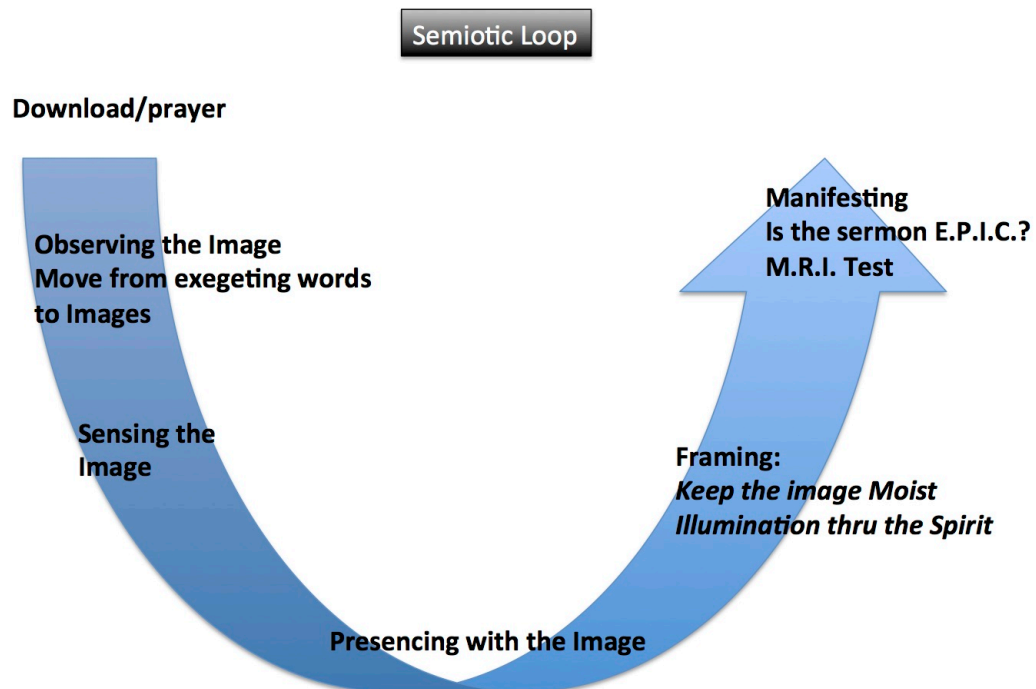 Semiotic Loop
Download/prayer
Observing the Image
Move from exegeting words
to Images
Sensing the
Image
Presencing with the Image
Framing:
Keep the image Moist
Illumination thru the Spirit
Manifesting
Is the sermon E.P.I.C.?
M.R.I. Test